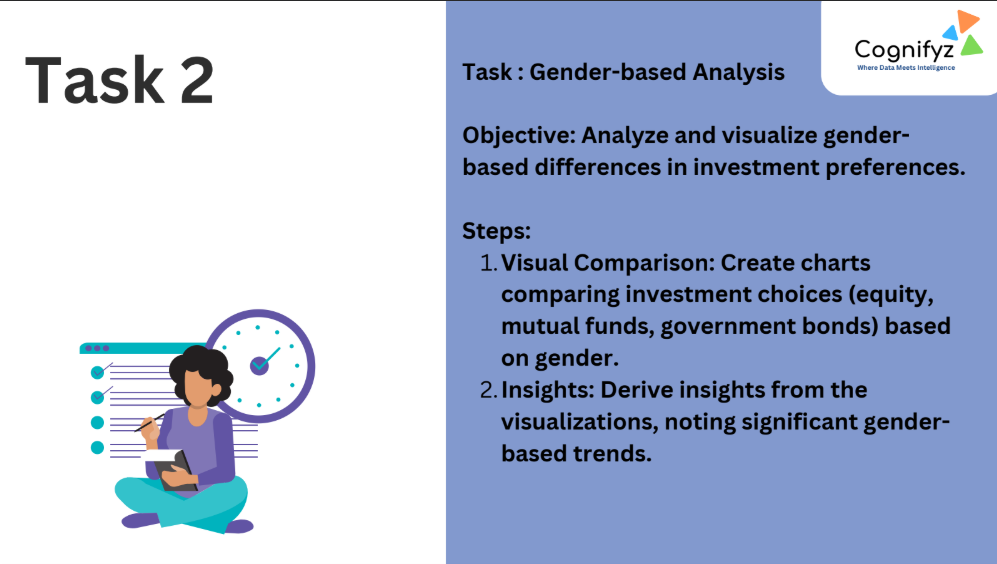 Task 2
Cognifyz
Where Data Meets Intelligence
Task : Gender-based Analysis
Objective: Analyze and visualize gender-
based differences in investment preferences.
Steps:
1. Visual Comparison: Create charts
comparing investment choices (equity,
mutual funds, government bonds) based
on gender.
2. Insights: Derive insights from the
visualizations, noting significant gender-
based trends.